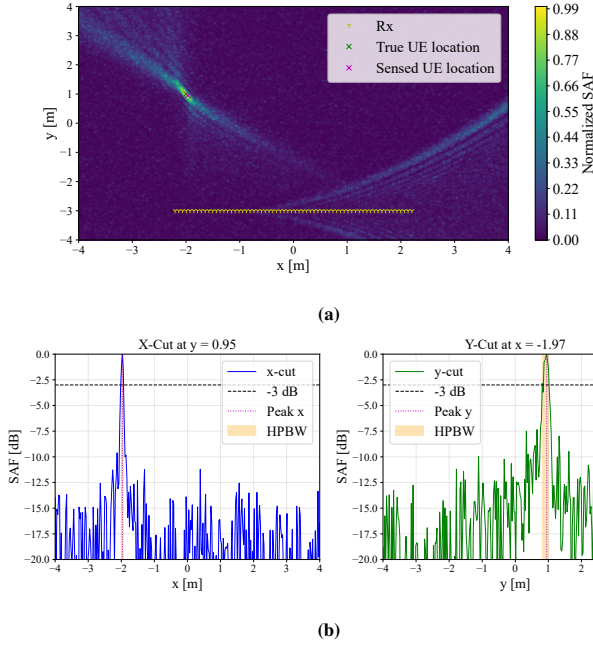 4
3
2
1
0
−1
−2
−3
−4
y [m]
−4
−3
−2
−1
0
1
2
3
4
x [m]
Rx
True UE location
Sensed UE location
0.99
0.88
0.77
0.66
0.55
0.44
0.33
0.22
0.11
0.00
Normalized SAF
(a)
X-Cut at y = 0.95
0.0
−2.5
−5.0
−7.5
−10.0
−12.5
−15.0
−17.5
−20.0
SAF [dB]
x-cut
-3 dB
Peak x
HPBW
−4
−3
−2
−1
0
1
2
3
4
x [m]
Y-Cut at x = -1.97
0.0
−2.5
−5.0
−7.5
−10.0
−12.5
−15.0
−17.5
−20.0
SAF [dB]
y-cut
-3 dB
Peak y
HPBW
−4
−3
−2
−1
0
1
2
y [m]
(b)